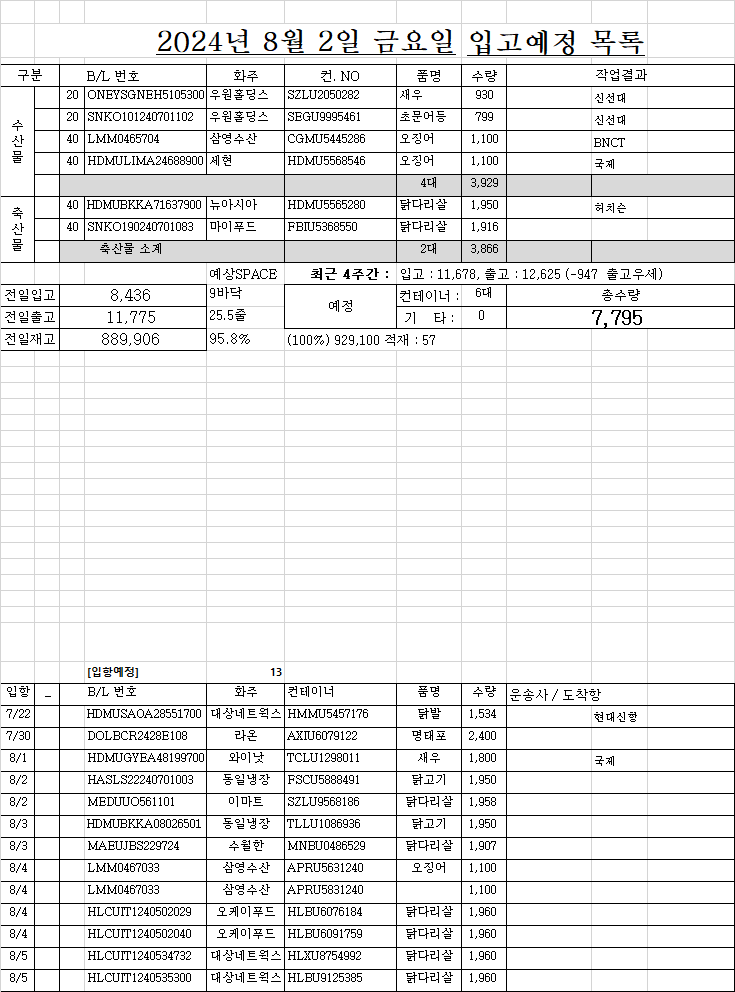 2024년 8월 2일 금요일 입고예정 목록
구분 B/L 번호 화주 컨. NO 품명 수량 작업결과
수산물
20 ONEYSGNEH5105300 우원홀딩스 SZLU2050282 새우 930 신선대
20 SNKO101240701102 우원홀딩스 SEGU9995461 초문어등 799 신선대
40 LMM0465704 삼영수산 CGMU5445286 오징어 1,100 BNCT
40 HDMULIMA24688900 세현 HDMU5568546 오징어 1,100 국제
4대 3,929
축산물
40 HDMUBKKA71637900 뉴아시아 HDMU5565280 닭다리살 1,950 허치슨
40 SNKO190240701083 마이푸드 FBIU5368550 닭다리살 1,916
축산물 소계 2대 3,866
예상SPACE 최근 4주간 : 입고 : 11,678, 출고 : 12,625 (-947 출고우세)
전일입고 8,436 9바닥 예정 컨테이너 : 6대 총수량
전일출고 11,775 25.5줄 기 타 : 0 7,795
전일재고 889,906 95.8% (100%) 929,100 적재 : 57
[입항예정] 13
입항 _ B/L 번호 화주 컨테이너 품명 수량 운송사 / 도착항
7/22 HDMUSAOA28551700 대상네트웍스 HMMU5457176 닭발 1,534 현대신항
7/30 DOLBCR2428E108 라온 AXIU6079122 명태포 2,400
8/1 HDMUGYEA48199700 와이낫 TCLU1298011 새우 1,800 국제
8/2 HASLS22240701003 동일냉장 FSCU5888491 닭고기 1,950
8/2 MEDUUO561101 이마트 SZLU9568186 닭다리살 1,958
8/3 HDMUBKKA08026501 동일냉장 TLLU1086936 닭고기 1,950
8/3 MAEUJBS229724 수월한 MNBU0486529 닭다리살 1,907
8/4 LMM0467033 삼영수산 APRU5631240 오징어 1,100
8/4 LMM0467033 삼영수산 APRU5831240 1,100
8/4 HLCUIT1240502029 오케이푸드 HLBU6076184 닭다리살 1,960
8/4 HLCUIT1240502040 오케이푸드 HLBU6091759 닭다리살 1,960
8/5 HLCUIT1240534732 대상네트웍스 HLXU8754992 닭다리살 1,960
8/5 HLCUIT1240535300 대상네트웍스 HLBU9125385 닭다리살 1,960